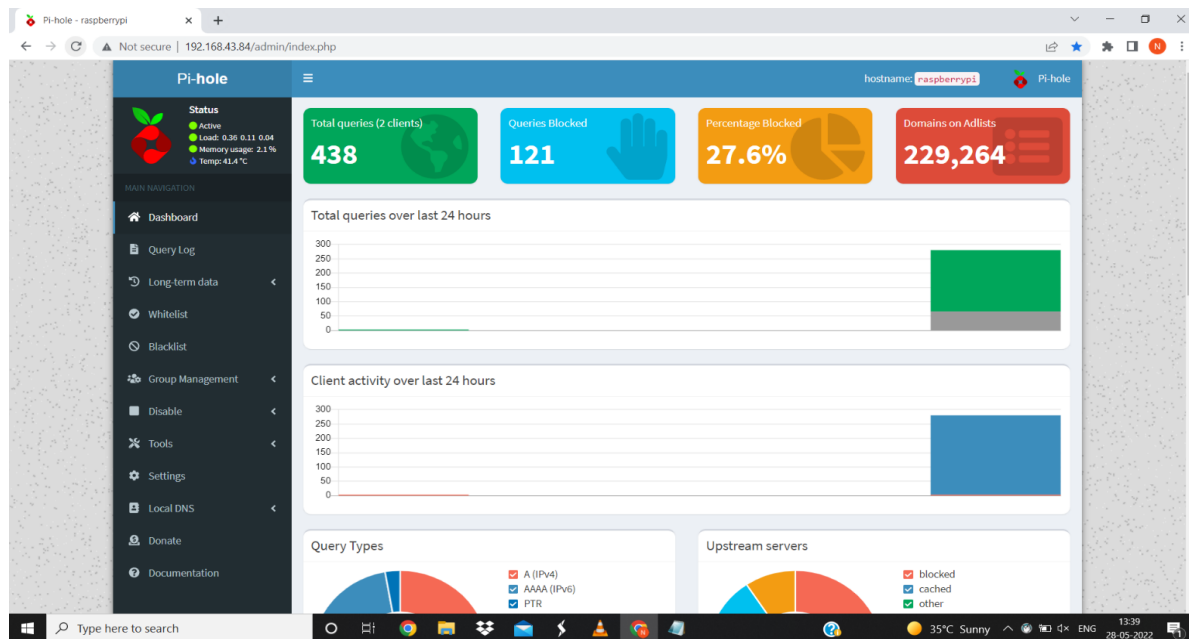 Pi-hole - raspberrypi
Not secure | 192.168.43.84/admin/index.php
N
Pi-hole
hostname: raspberrypi
Pi-hole
Status
Active
Load: 0.36 0.11 0.04
Memory usage: 2.1 %
Temp: 41.4 °C
MAIN NAVIGATION
Dashboard
Query Log
Long-term data
Whitelist
Blacklist
Group Management
Disable
Tools
Settings
Local DNS
Donate
Documentation
Total queries (2 clients)
438
Queries Blocked
121
Percentage Blocked
27.6%
Domains on Adlists
229,264
Total queries over last 24 hours
300
250
200
150
100
50
0
Client activity over last 24 hours
300
250
200
150
100
50
0
Query Types
A (IPv4)
AAAA (IPv6)
PTR
Upstream servers
blocked
cached
other
Type here to search
35°C Sunny
ENG
13:39
28-05-2022